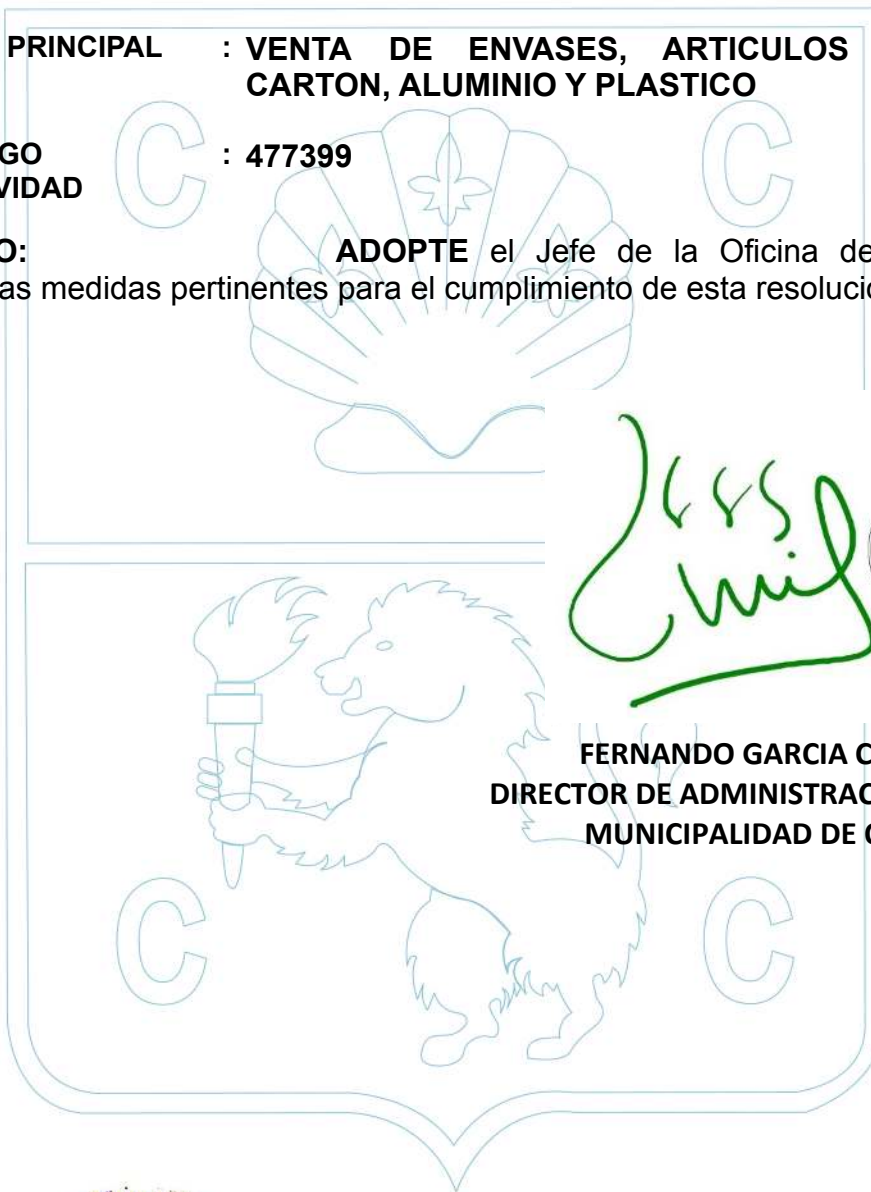 PRINCIPAL : VENTA DE ENVASES, ARTICULOS
CARTON, ALUMINIO Y PLASTICO
C C
GO : 477399
VIDAD
O: ADOPTE el Jefe de la Oficina de
as medidas pertinentes para el cumplimiento de esta resolució
FERNANDO GARCIA C
DIRECTOR DE ADMINISTRAC
MUNICIPALIDAD DE C
C C